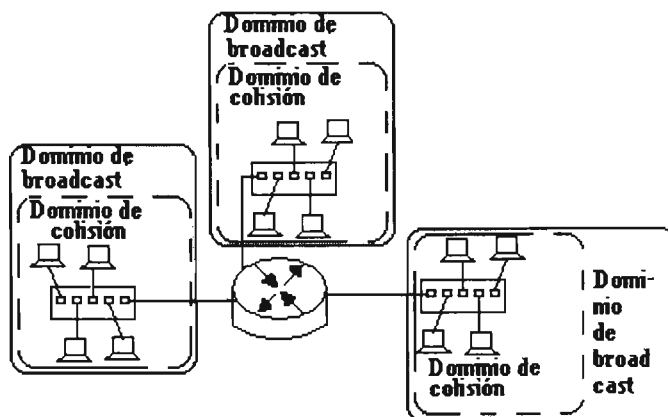 Dominio de
broadcast
Dominio de
colisión
Dominio de
broadcast
Dominio de
colisión
Domi-
nio
de
broad
cast
Dominio de
colisión